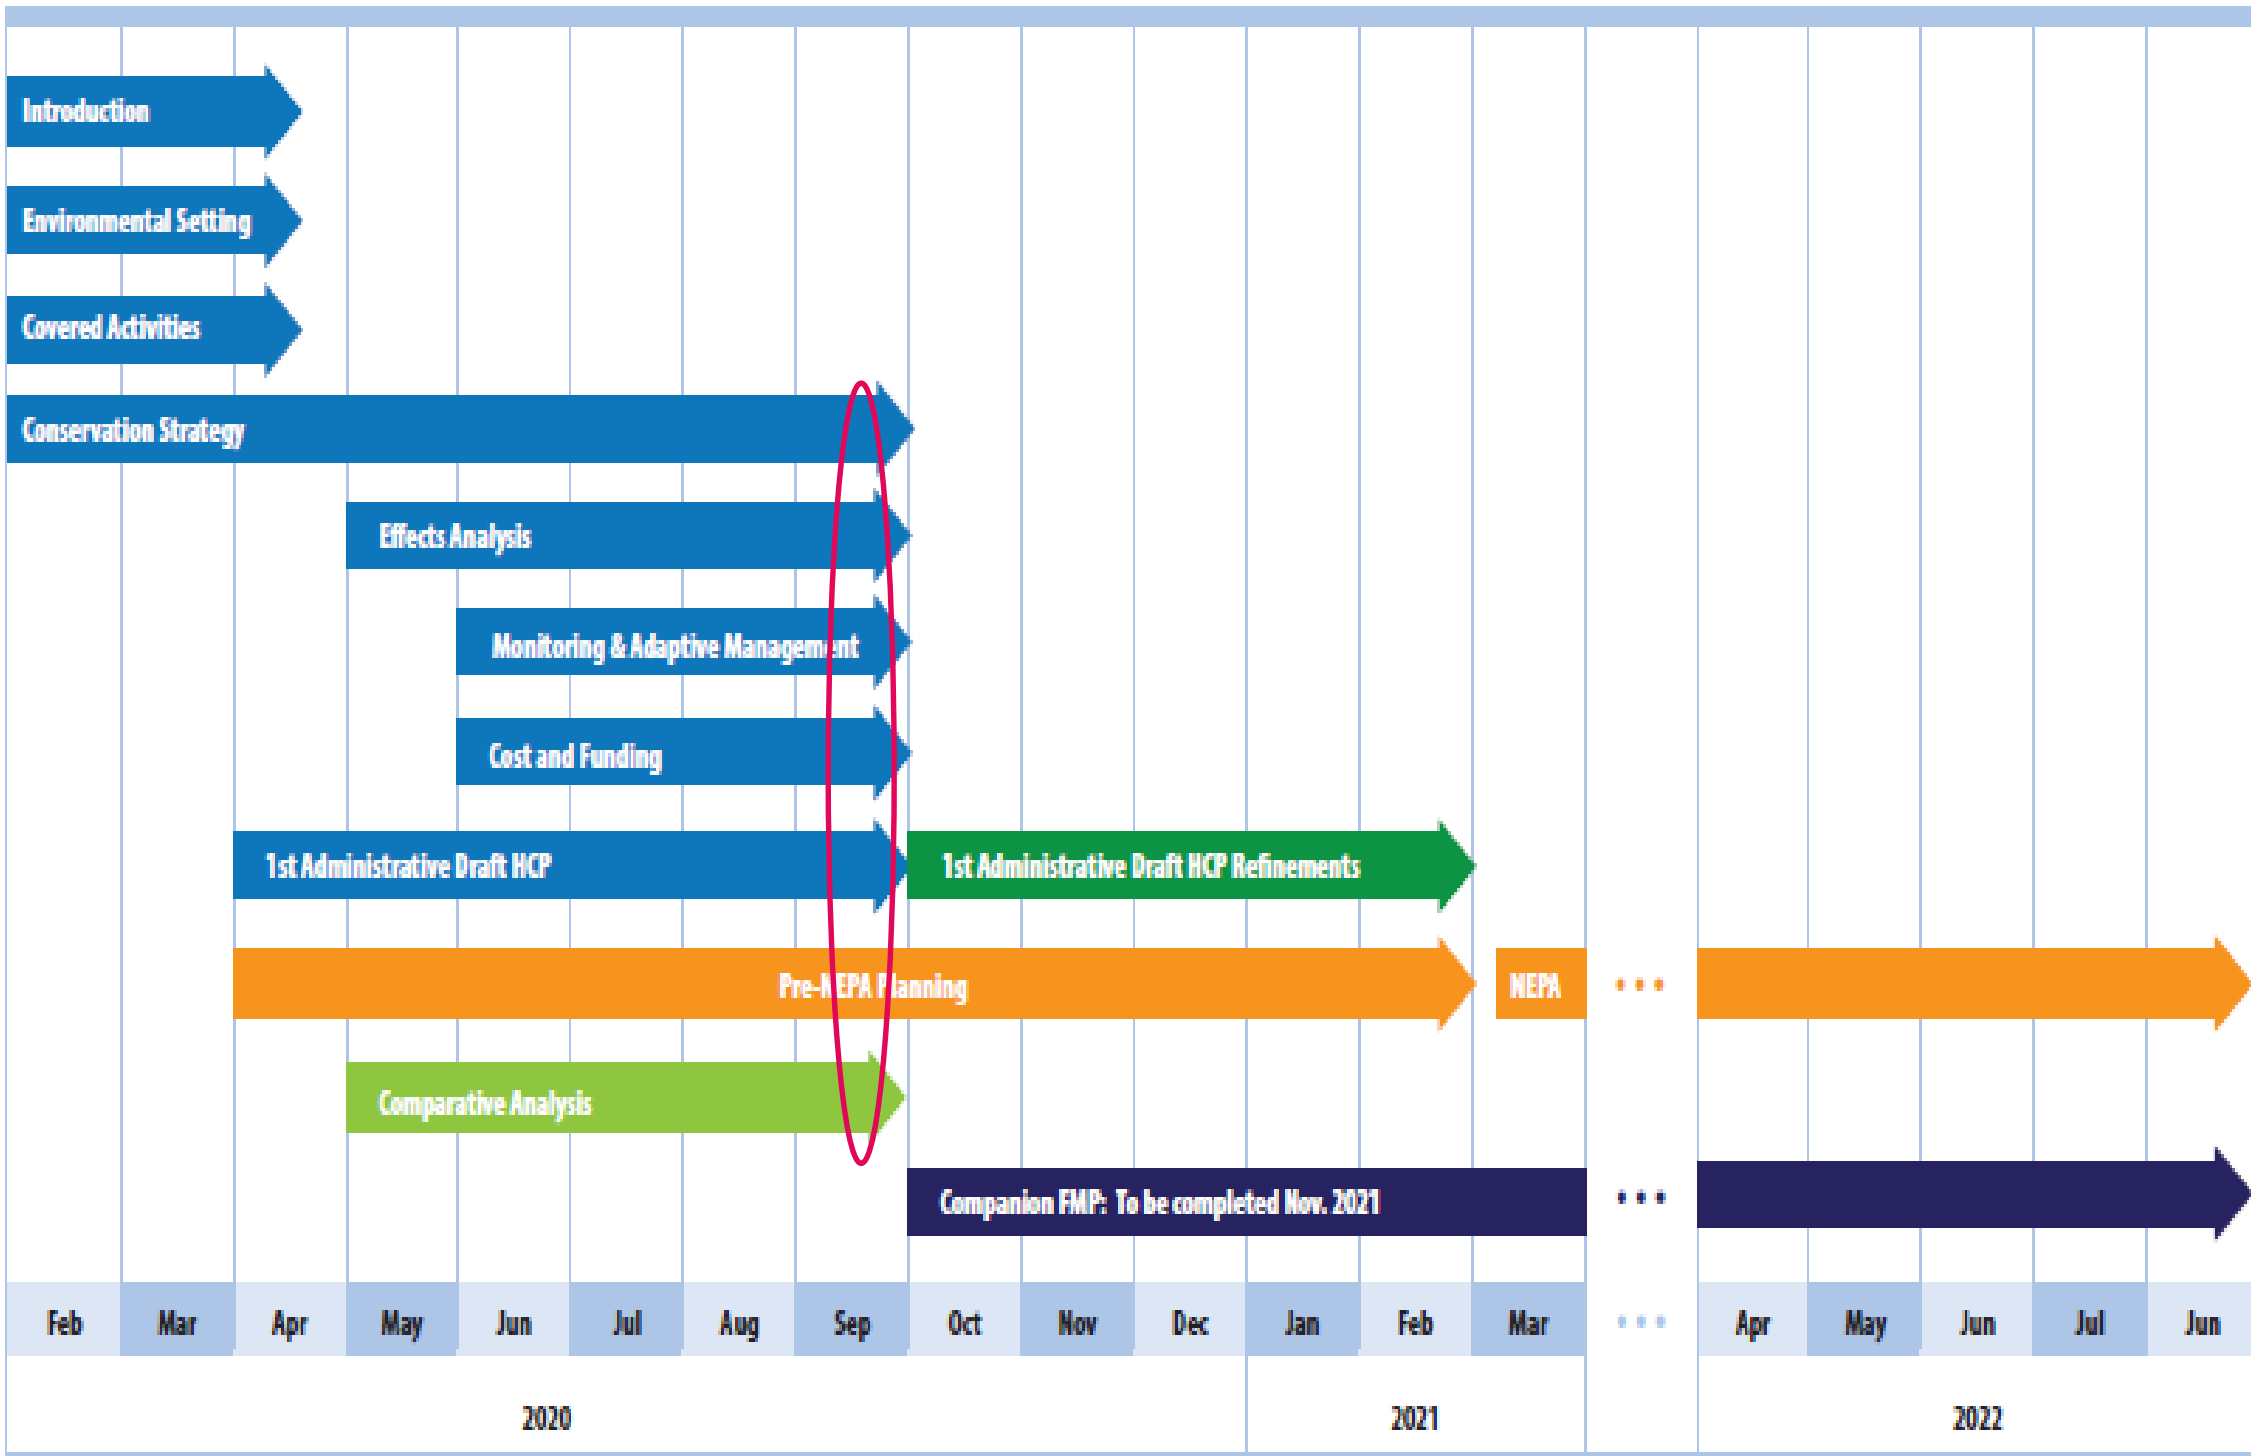 Introduction
Environmental Setting
Covered Activities
Conservation Strategy
Effects Analysis
Monitoring & Adaptive Management
Cost and Funding
1st Administrative Draft HCP
1st Administrative Draft HCP Refinements
Pre-NEPA Planning
NEPA
• • •
Comparative Analysis
Companion FMP: To be completed Nov. 2021
• • •
Feb Mar Apr May Jun Jul Aug Sep Oct Nov Dec Jan Feb Mar • • • Apr May Jun Jul Jun
2020 2021 2022